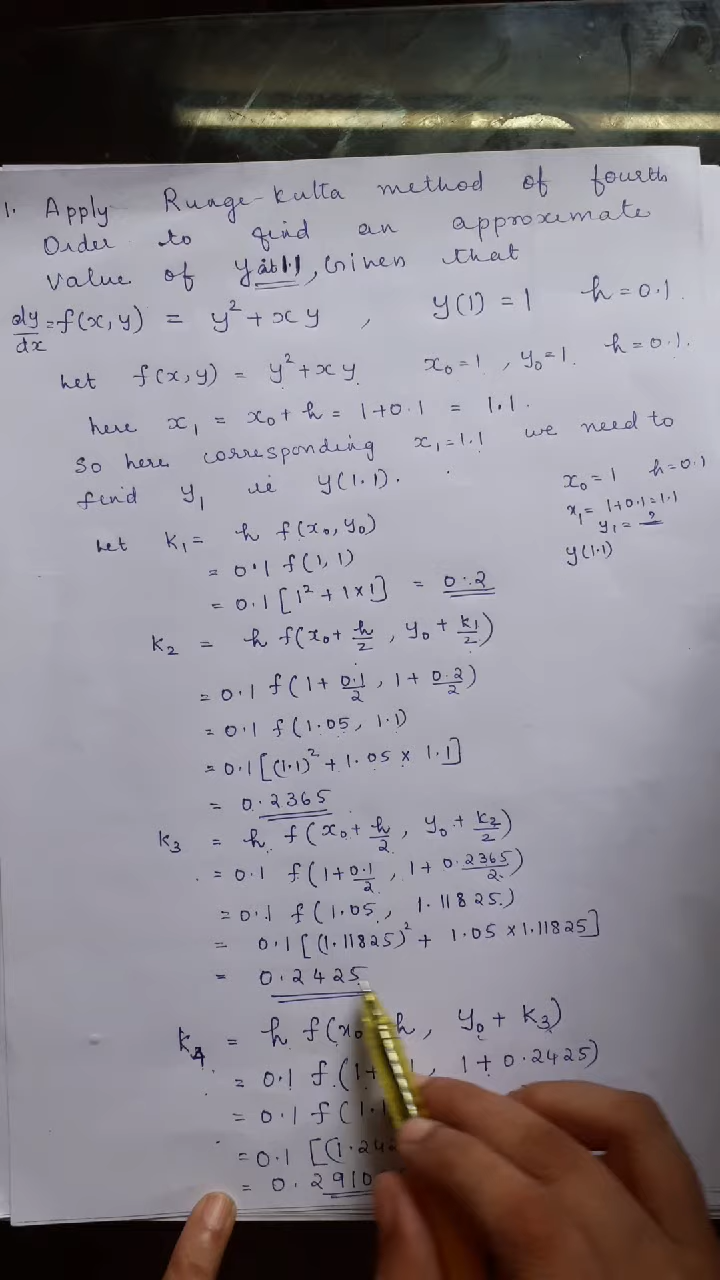 1. Apply Runge-kutta method of fourth
Order to find an approximate
Value of y at 1.1, Given that
dy/dx = f(x, y) = y² + xy , y(1) = 1 h = 0.1.
Let f(x, y) = y² + xy x₀ = 1 , y₀ = 1. h = 0.1.
here x₁ = x₀ + h = 1 + 0.1 = 1.1.
So here corresponding x₁ = 1.1 we need to
find y₁ ie y(1.1).
x₀ = 1 h = 0.1
x₁ = 1 + 0.1 = 1.1
y₁ = ?
y(1.1)
Let K₁ = h f(x₀, y₀)
= 0.1 f(1, 1)
= 0.1 [1² + 1 × 1] = 0.2
K₂ = h f(x₀ + h/2 , y₀ + k₁/2)
= 0.1 f(1 + 0.1/2 , 1 + 0.2/2)
= 0.1 f(1.05, 1.1)
= 0.1 [(1.1)² + 1.05 × 1.1]
= 0.2365
K₃ = h f(x₀ + h/2 , y₀ + k₂/2)
= 0.1 f(1 + 0.1/2 , 1 + 0.2365/2)
= 0.1 f(1.05, 1.11825)
= 0.1 [(1.11825)² + 1.05 × 1.11825]
= 0.2425
K₄ = h f(x₀ h, y₀ + K₃)
= 0.1 f(1 + , 1 + 0.2425)
= 0.1 f(1.1
= 0.1 [(1.242
= 0.2910